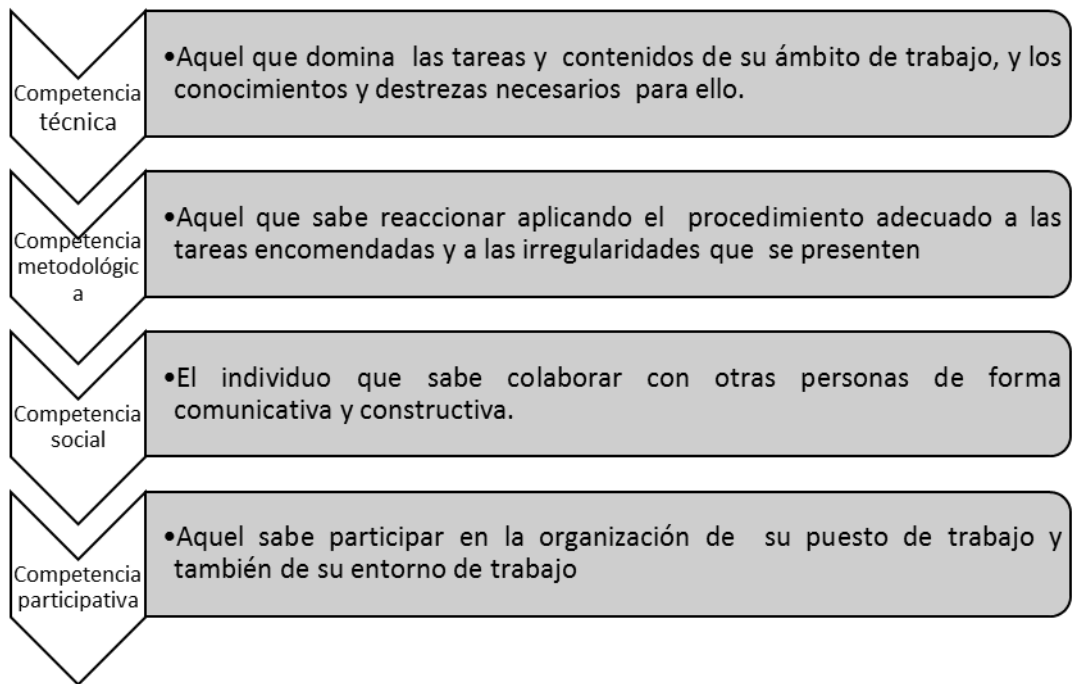 Competencia
técnica
•Aquel que domina las tareas y contenidos de su ámbito de trabajo, y los
conocimientos y destrezas necesarios para ello.
Competencia
metodológic
a
•Aquel que sabe reaccionar aplicando el procedimiento adecuado a las
tareas encomendadas y a las irregularidades que se presenten
Competencia
social
•El individuo que sabe colaborar con otras personas de forma
comunicativa y constructiva.
Competencia
participativa
•Aquel sabe participar en la organización de su puesto de trabajo y
también de su entorno de trabajo